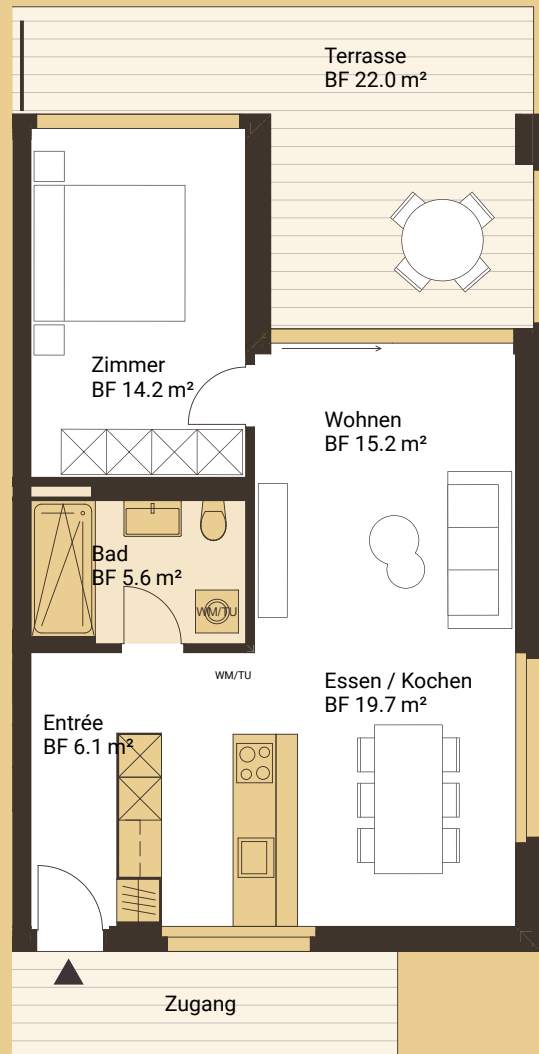 Terrasse
BF 22.0 m²
Zimmer
BF 14.2 m²
Wohnen
BF 15.2 m²
Bad
BF 5.6 m²
WM/TU
WM/TU
Essen / Kochen
BF 19.7 m²
Entrée
BF 6.1 m²
Zugang